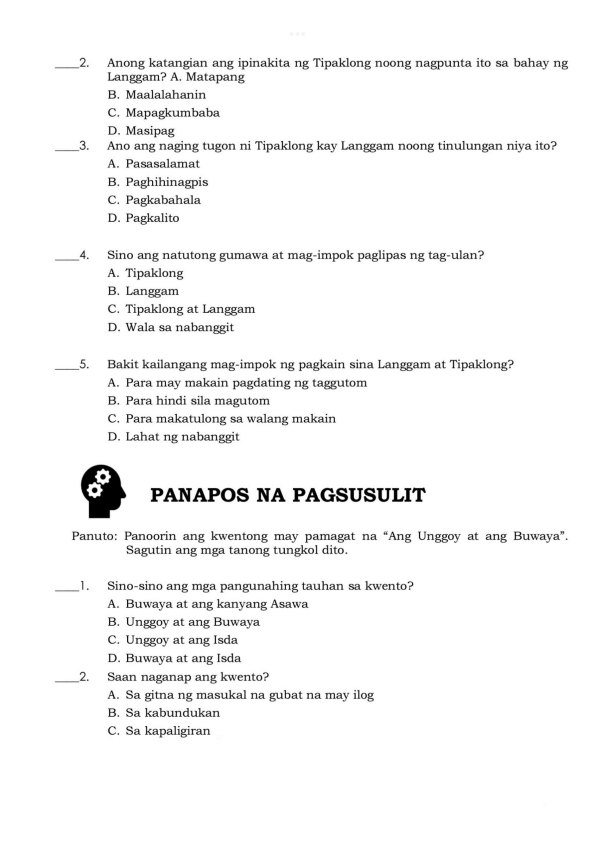 ____2. Anong katangian ang ipinakita ng Tipaklong noong nagpunta ito sa bahay ng
Langgam? A. Matapang
B. Maalalahanin
C. Mapagkumbaba
D. Masipag
____3. Ano ang naging tugon ni Tipaklong kay Langgam noong tinulungan niya ito?
A. Pasasalamat
B. Paghihinagpis
C. Pagkabahala
D. Pagkalito
____4. Sino ang natutong gumawa at mag-impok paglipas ng tag-ulan?
A. Tipaklong
B. Langgam
C. Tipaklong at Langgam
D. Wala sa nabanggit
____5. Bakit kailangang mag-impok ng pagkain sina Langgam at Tipaklong?
A. Para may makain pagdating ng taggutom
B. Para hindi sila magutom
C. Para makatulong sa walang makain
D. Lahat ng nabanggit
PANAPOS NA PAGSUSULIT
Panuto: Panoorin ang kwentong may pamagat na “Ang Unggoy at ang Buwaya”.
Sagutin ang mga tanong tungkol dito.
____1. Sino-sino ang mga pangunahing tauhan sa kwento?
A. Buwaya at ang kanyang Asawa
B. Unggoy at ang Buwaya
C. Unggoy at ang Isda
D. Buwaya at ang Isda
____2. Saan naganap ang kwento?
A. Sa gitna ng masukal na gubat na may ilog
B. Sa kabundukan
C. Sa kapaligiran